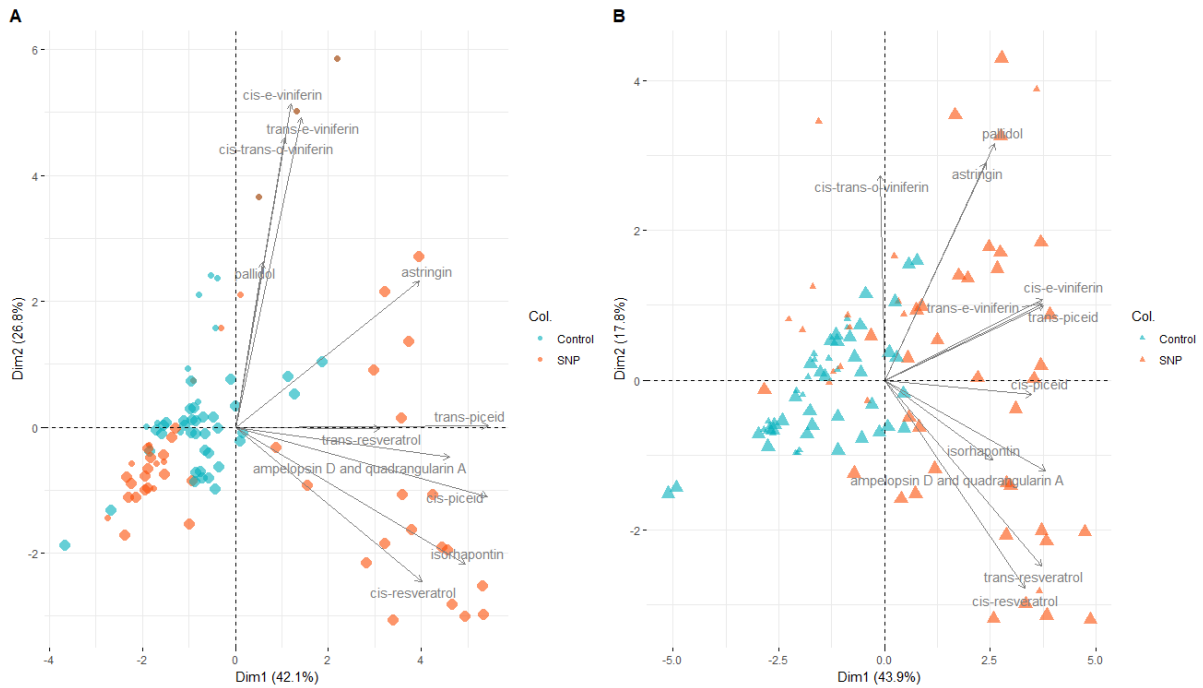 A
6
4
2
0
-2
-4
-2
0
2
4
Dim2 (26.8%)
Dim1 (42.1%)
cis-e-viniferin
trans-e-viniferin
cis-trans-o-viniferin
pallidol
astringin
trans-piceid
trans-resveratrol
ampelopsin D and quadrangularin A
cis-piceid
isorhapontin
cis-resveratrol
Col.
Control
SNP
B
4
2
0
-2
-5.0
-2.5
0.0
2.5
5.0
Dim2 (17.8%)
Dim1 (43.9%)
pallidol
astringin
cis-trans-o-viniferin
cis-e-viniferin
trans-e-viniferin
trans-piceid
cis-piceid
isorhapontin
ampelopsin D and quadrangularin A
trans-resveratrol
cis-resveratrol
Col.
Control
SNP